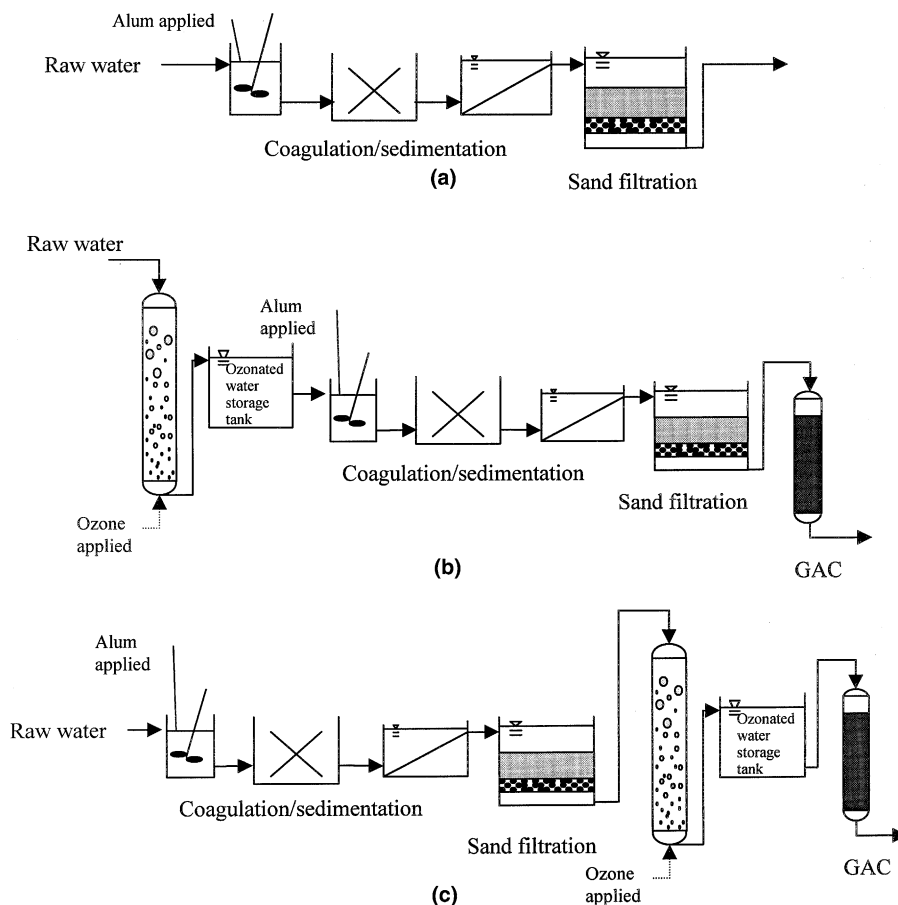 Alum applied
Raw water
Coagulation/sedimentation
(a)
Sand filtration
Raw water
Alum
applied
Ozonated
water
storage
tank
Coagulation/sedimentation
Sand filtration
Ozone
applied
(b)
GAC
Alum
applied
Raw water
Ozonated
water
storage
tank
Coagulation/sedimentation
Sand filtration
Ozone
applied
GAC
(c)